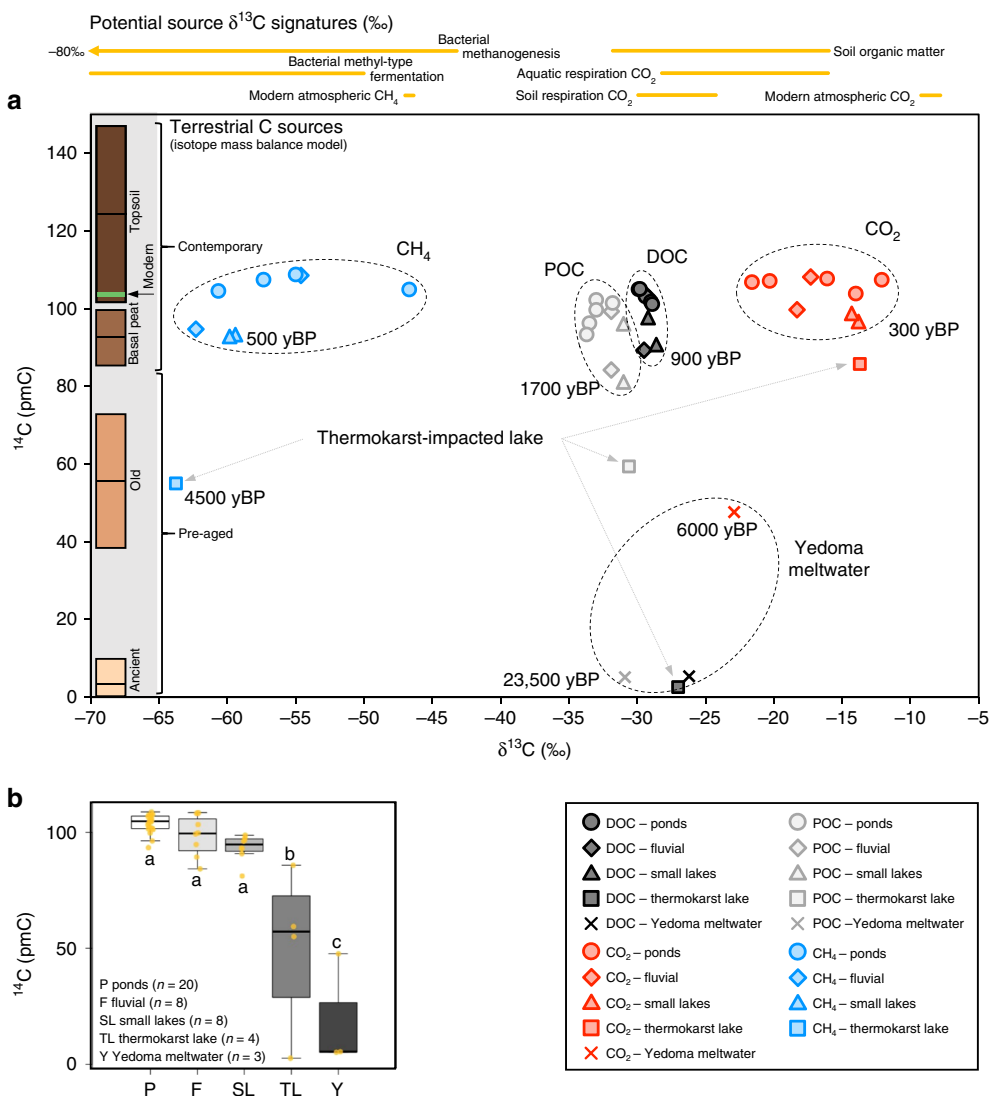 Potential source δ¹³C signatures (‰)
–80‰
Bacterial
methanogenesis
Soil organic matter
Bacterial methyl-type
fermentation
Aquatic respiration CO₂
Modern atmospheric CH₄
Soil respiration CO₂
Modern atmospheric CO₂
a
Terrestrial C sources
(isotope mass balance model)
140
120
100
80
60
40
20
0
¹⁴C (pmC)
Topsoil
Modern
Basal peat
Old
Ancient
Contemporary
Pre-aged
CH₄
500 yBP
POC
DOC
CO₂
300 yBP
900 yBP
1700 yBP
Thermokarst-impacted lake
4500 yBP
6000 yBP
Yedoma
meltwater
23,500 yBP
–70
–65
–60
–55
–50
–45
–40
–35
–30
–25
–20
–15
–10
–5
δ¹³C (‰)
b
100
50
0
¹⁴C (pmC)
a
a
a
b
c
P ponds (n = 20)
F fluvial (n = 8)
SL small lakes (n = 8)
TL thermokarst lake (n = 4)
Y Yedoma meltwater (n = 3)
P
F
SL
TL
Y
DOC – ponds
DOC – fluvial
DOC – small lakes
DOC – thermokarst lake
DOC – Yedoma meltwater
CO₂ – ponds
CO₂ – fluvial
CO₂ – small lakes
CO₂ – thermokarst lake
CO₂ – Yedoma meltwater
POC – ponds
POC – fluvial
POC – small lakes
POC – thermokarst lake
POC – Yedoma meltwater
CH₄ – ponds
CH₄ – fluvial
CH₄ – small lakes
CH₄ – thermokarst lake